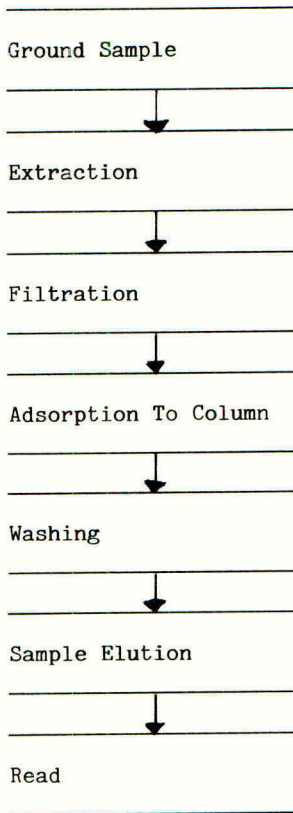 Ground Sample
Extraction
Filtration
Adsorption To Column
Washing
Sample Elution
Read